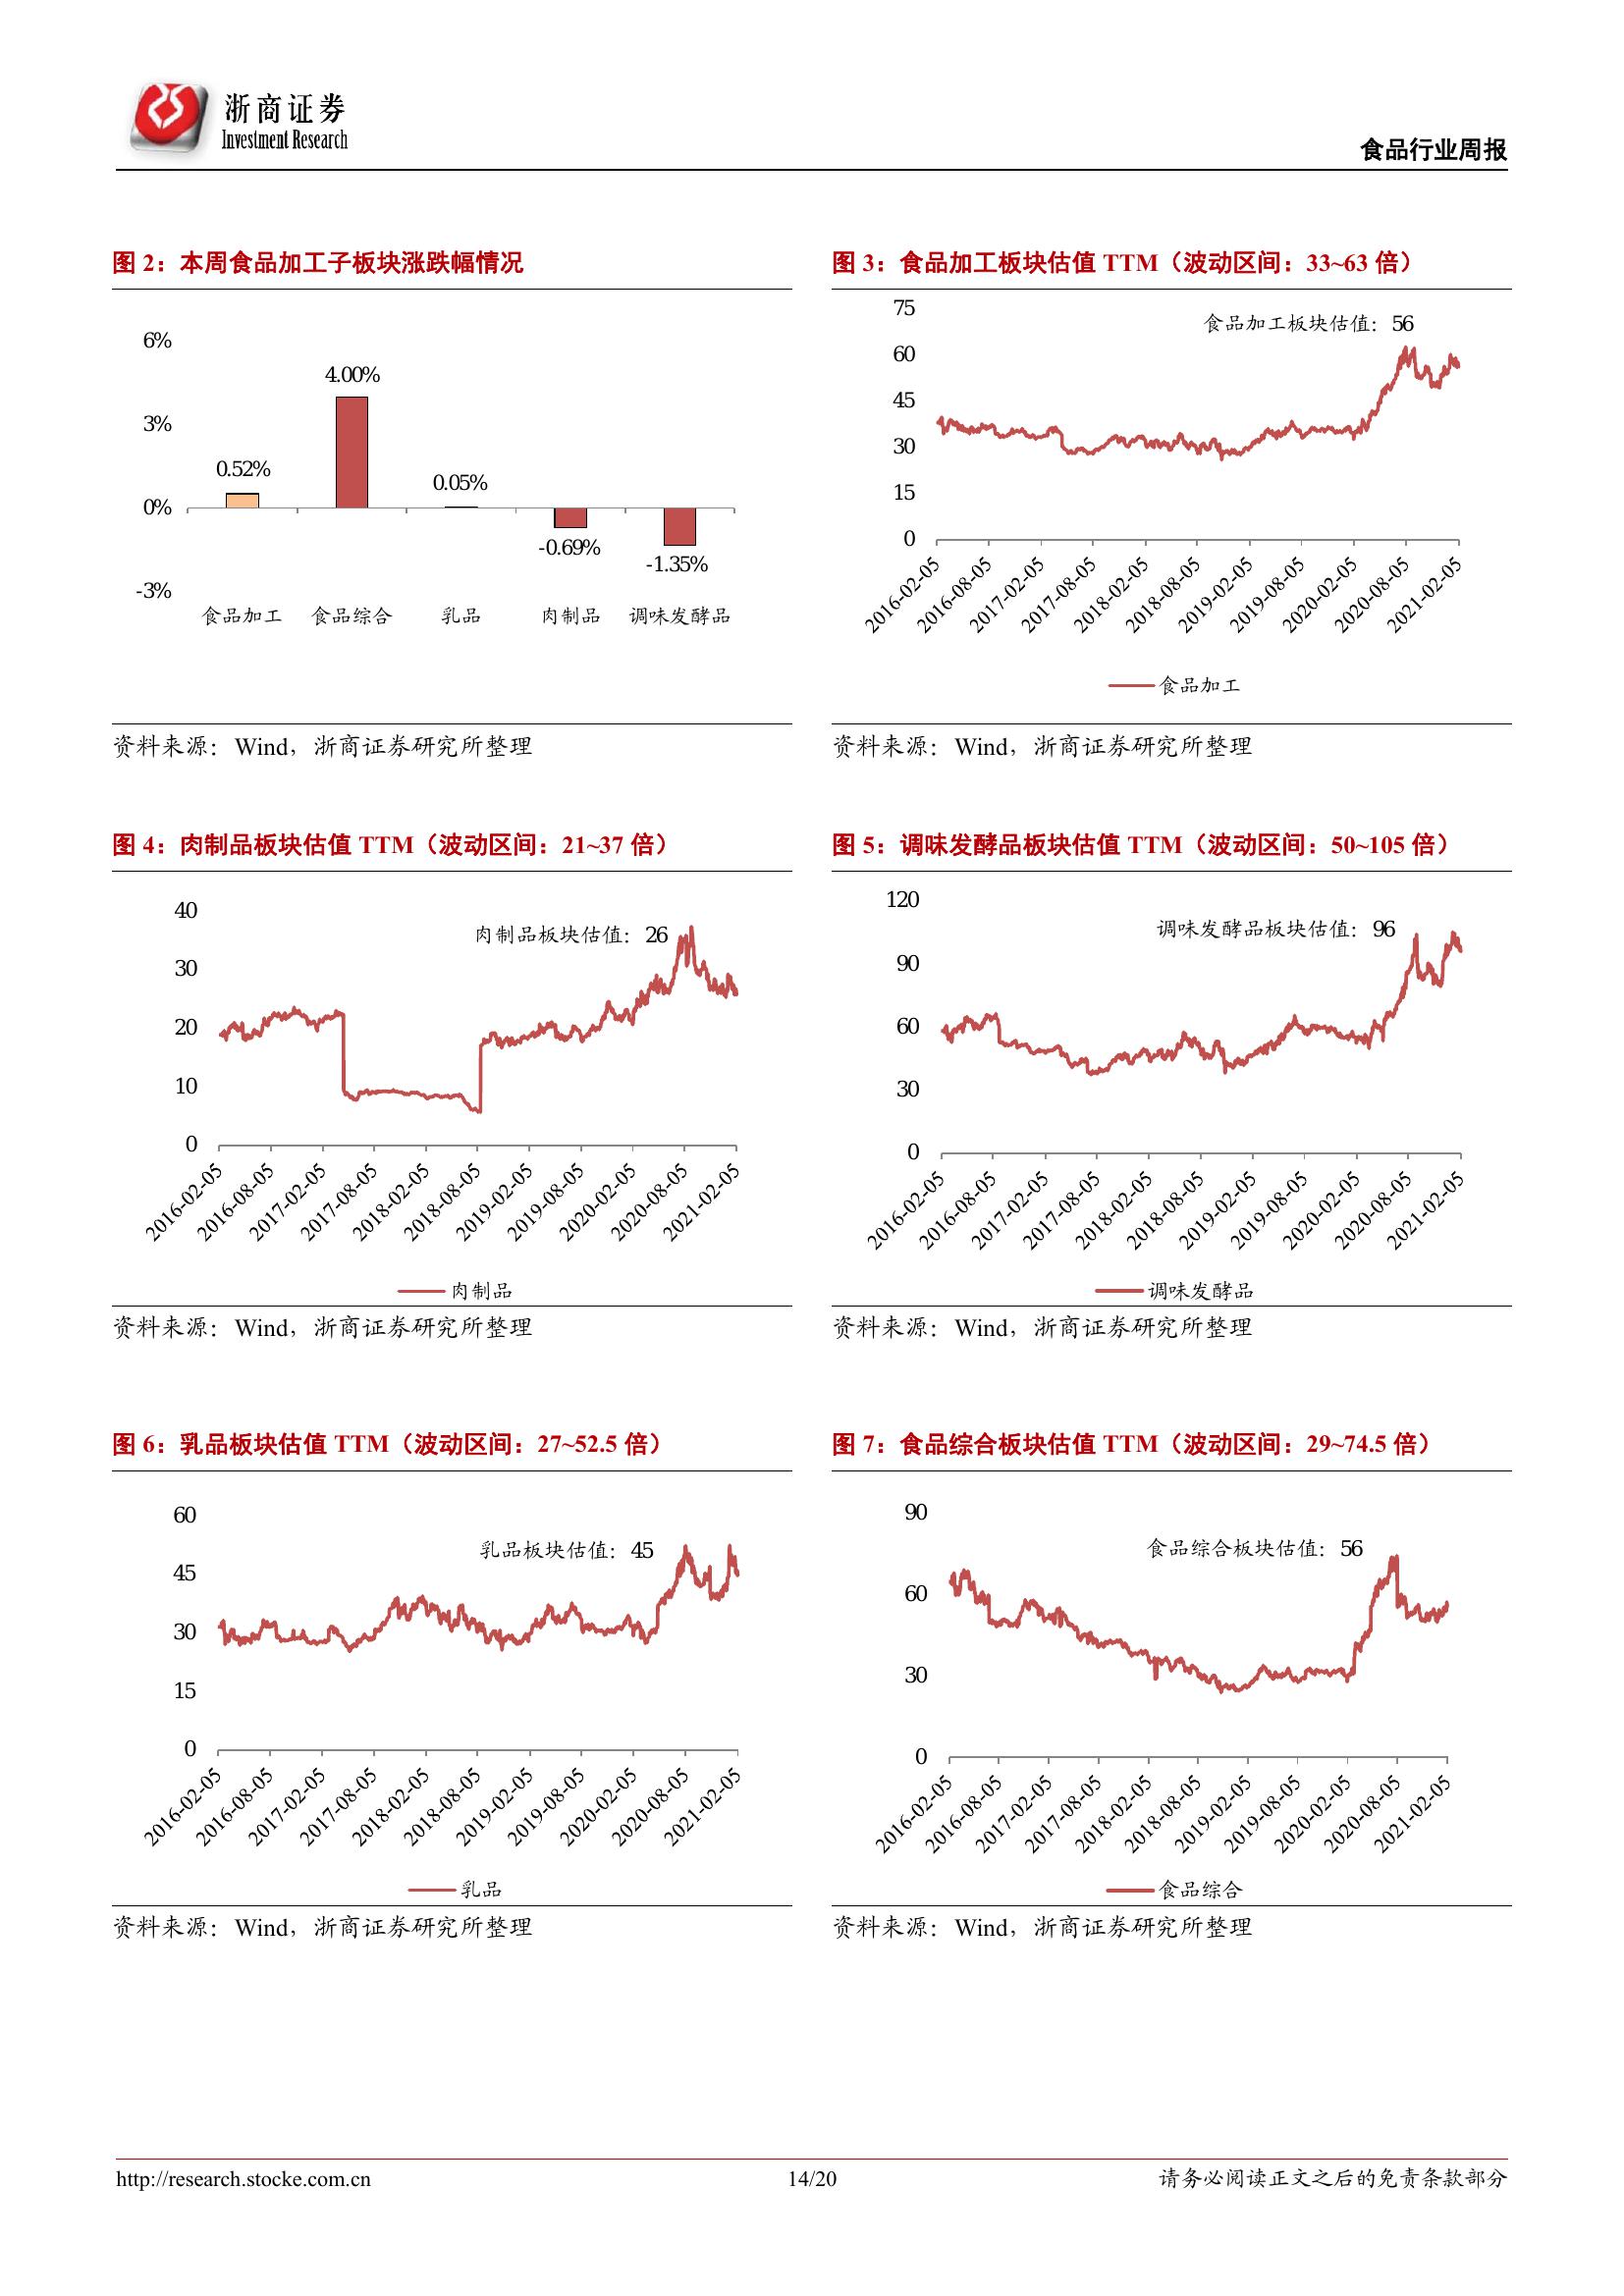 浙商证券
Investment Research
食品行业周报
图 2：本周食品加工子板块涨跌幅情况
6%
3%
0%
-3%
0.52%
4.00%
0.05%
-0.69%
-1.35%
食品加工
食品综合
乳品
肉制品
调味发酵品
资料来源：Wind，浙商证券研究所整理
图 3：食品加工板块估值 TTM（波动区间：33~63 倍）
食品加工板块估值：56
75
60
45
30
15
0
2016-02-05
2016-08-05
2017-02-05
2017-08-05
2018-02-05
2018-08-05
2019-02-05
2019-08-05
2020-02-05
2020-08-05
2021-02-05
食品加工
资料来源：Wind，浙商证券研究所整理
图 4：肉制品板块估值 TTM（波动区间：21~37 倍）
肉制品板块估值：26
40
30
20
10
0
2016-02-05
2016-08-05
2017-02-05
2017-08-05
2018-02-05
2018-08-05
2019-02-05
2019-08-05
2020-02-05
2020-08-05
2021-02-05
肉制品
资料来源：Wind，浙商证券研究所整理
图 5：调味发酵品板块估值 TTM（波动区间：50~105 倍）
调味发酵品板块估值：96
120
90
60
30
0
2016-02-05
2016-08-05
2017-02-05
2017-08-05
2018-02-05
2018-08-05
2019-02-05
2019-08-05
2020-02-05
2020-08-05
2021-02-05
调味发酵品
资料来源：Wind，浙商证券研究所整理
图 6：乳品板块估值 TTM（波动区间：27~52.5 倍）
乳品板块估值：45
60
45
30
15
0
2016-02-05
2016-08-05
2017-02-05
2017-08-05
2018-02-05
2018-08-05
2019-02-05
2019-08-05
2020-02-05
2020-08-05
2021-02-05
乳品
资料来源：Wind，浙商证券研究所整理
图 7：食品综合板块估值 TTM（波动区间：29~74.5 倍）
食品综合板块估值：56
90
60
30
0
2016-02-05
2016-08-05
2017-02-05
2017-08-05
2018-02-05
2018-08-05
2019-02-05
2019-08-05
2020-02-05
2020-08-05
2021-02-05
食品综合
资料来源：Wind，浙商证券研究所整理
http://research.stocke.com.cn
14/20
请务必阅读正文之后的免责条款部分